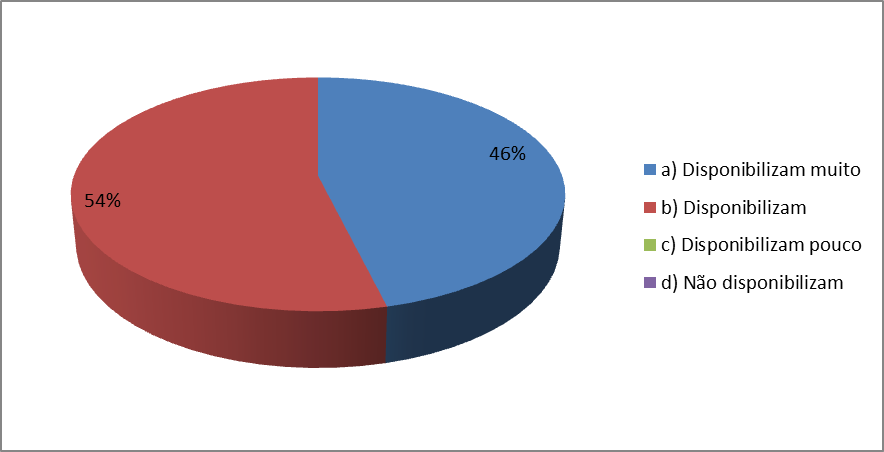 46%
54%
a) Disponibilizam muito
b) Disponibilizam
c) Disponibilizam pouco
d) Não disponibilizam